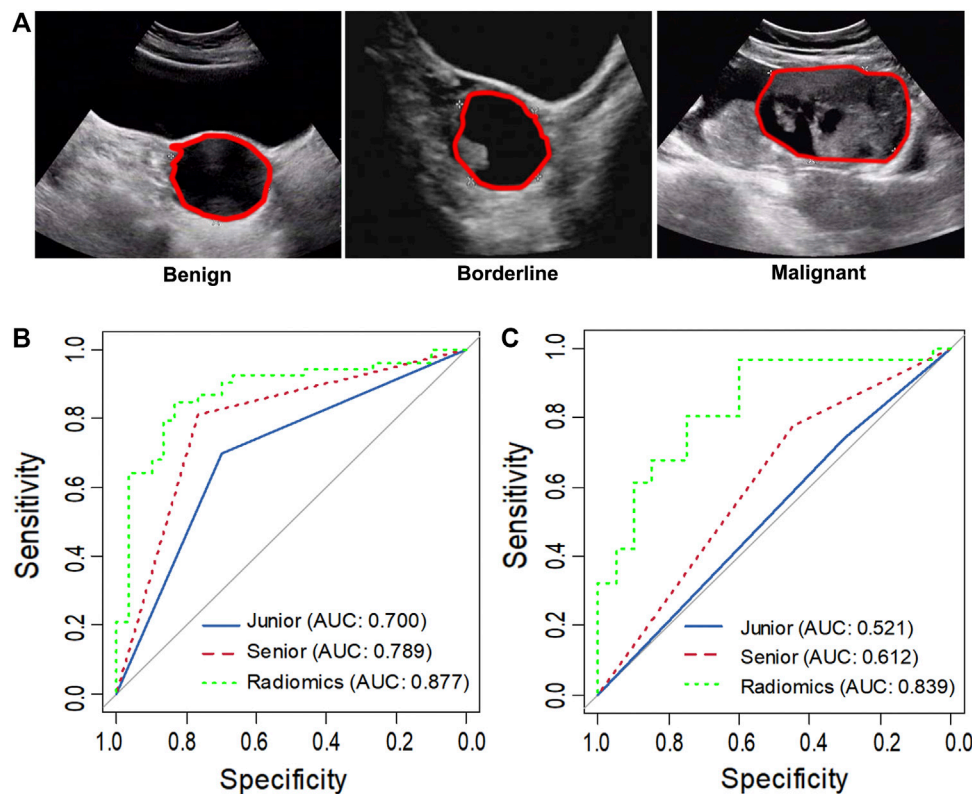 A
Benign
Borderline
Malignant
B
Sensitivity
1.0
0.8
0.6
0.4
0.2
0.0
Junior (AUC: 0.700)
Senior (AUC: 0.789)
Radiomics (AUC: 0.877)
1.0 0.8 0.6 0.4 0.2 0.0
Specificity
C
Sensitivity
1.0
0.8
0.6
0.4
0.2
0.0
Junior (AUC: 0.521)
Senior (AUC: 0.612)
Radiomics (AUC: 0.839)
1.0 0.8 0.6 0.4 0.2 0.0
Specificity